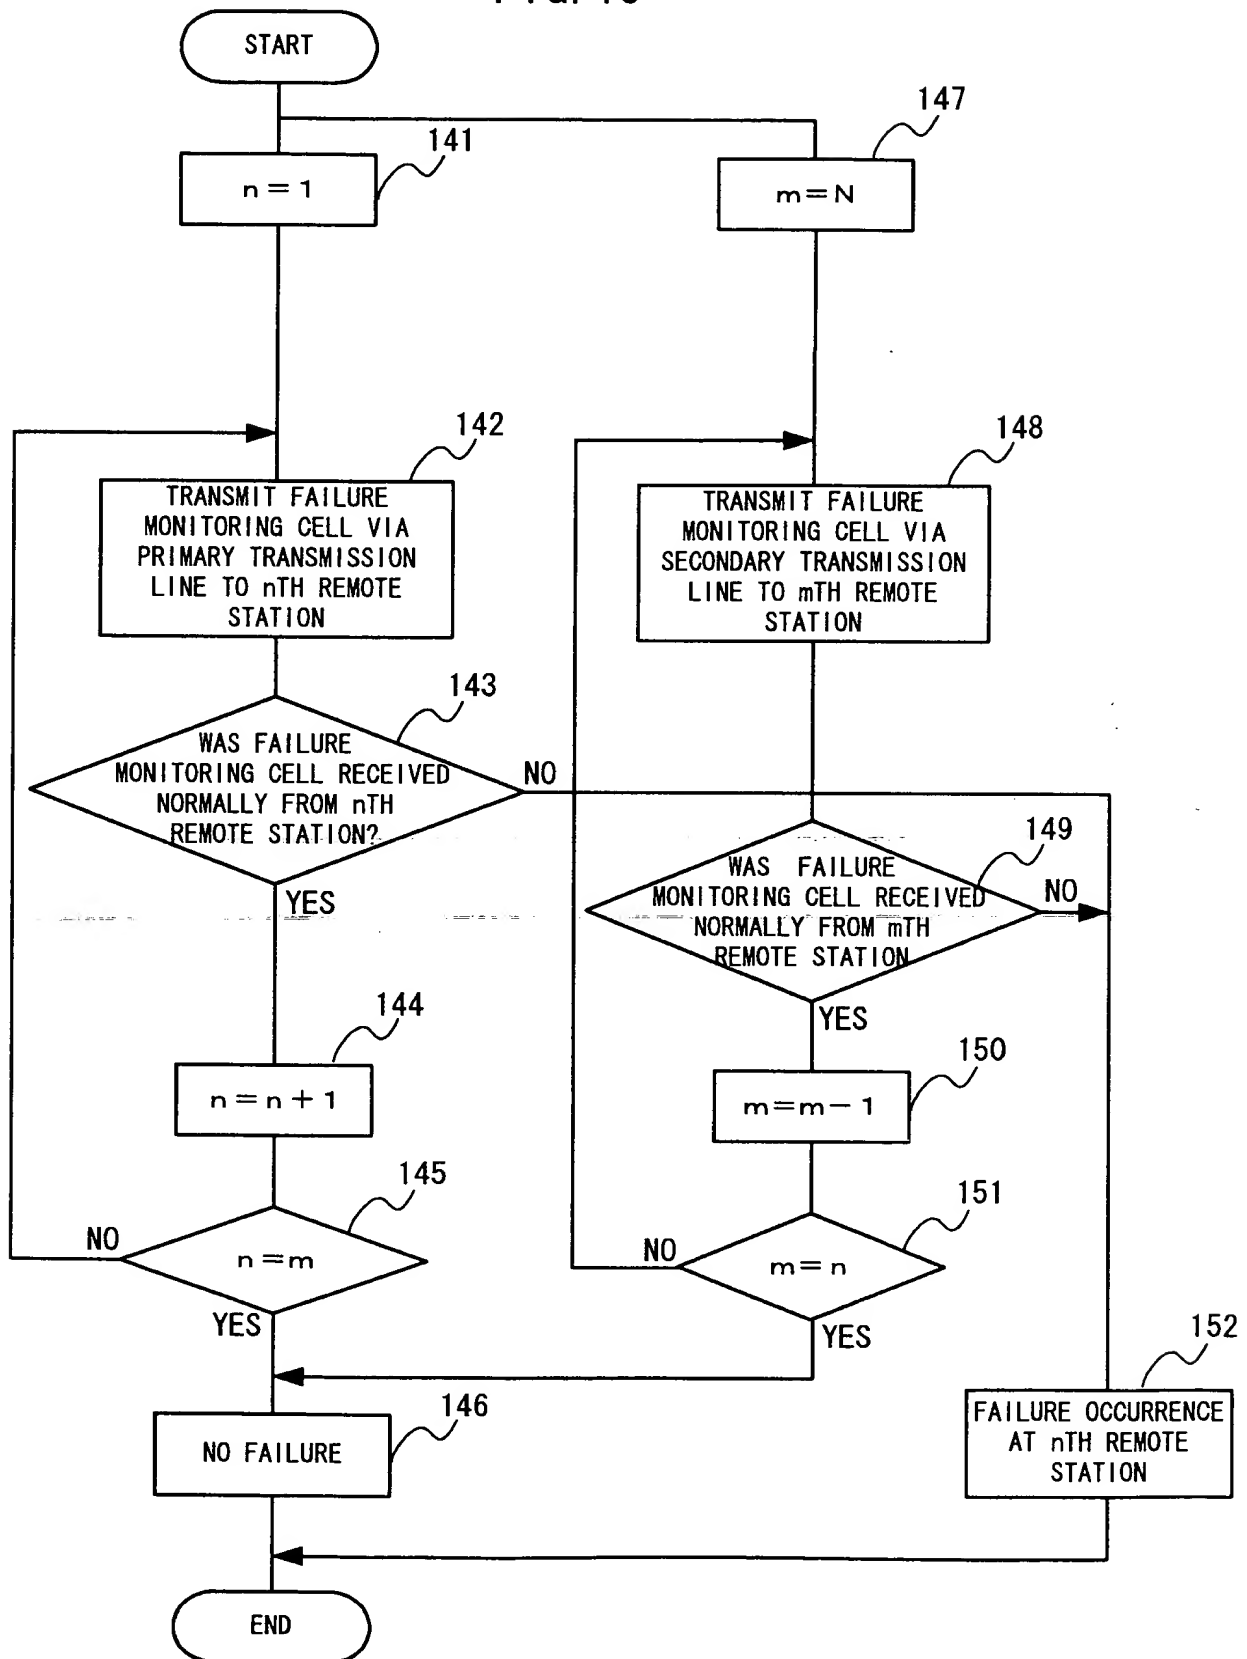 START
147
141
n=1
m=N
142
148
TRANSMIT FAILURE
MONITORING CELL VIA
PRIMARY TRANSMISSION
LINE TO nTH REMOTE
STATION
TRANSMIT FAILURE
MONITORING CELL VIA
SECONDARY TRANSMISSION
LINE TO mTH REMOTE
STATION
143
WAS FAILURE
MONITORING CELL RECEIVED
NORMALLY FROM nTH
REMOTE STATION?
NO
YES
149
WAS FAILURE
MONITORING CELL RECEIVED
NORMALLY FROM mTH
REMOTE STATION
NO
YES
144
n=n+1
150
m=m-1
145
n=m
NO
YES
151
m=n
NO
YES
152
FAILURE OCCURRENCE
AT nTH REMOTE
STATION
146
NO FAILURE
END